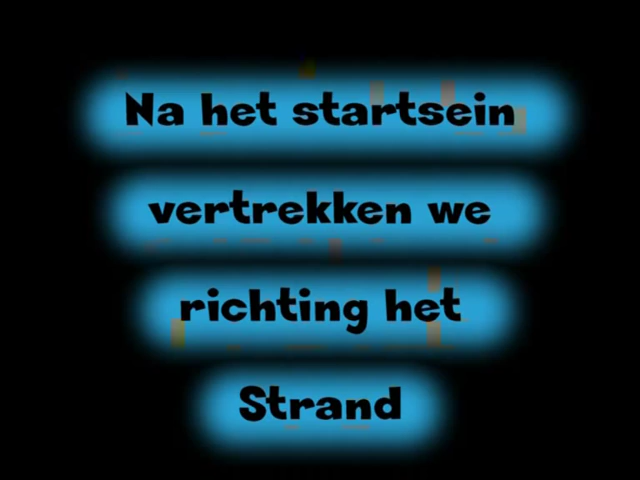 Na het startsein
vertrekken we
richting het
Strand